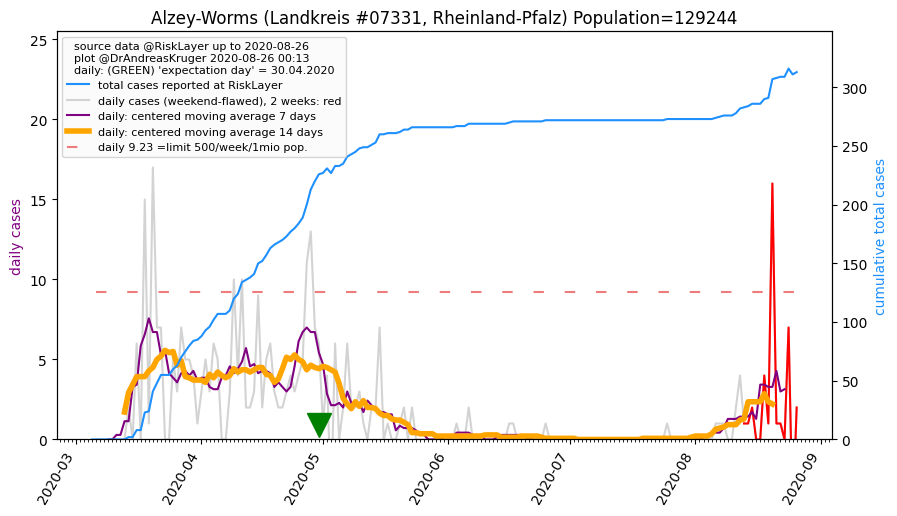 Alzey-Worms (Landkreis #07331, Rheinland-Pfalz) Population=129244
source data @RiskLayer up to 2020-08-26
plot @DrAndreasKruger 2020-08-26 00:13
daily: (GREEN) 'expectation day' = 30.04.2020
total cases reported at RiskLayer
daily cases (weekend-flawed), 2 weeks: red
daily: centered moving average 7 days
daily: centered moving average 14 days
daily 9.23 =limit 500/week/1mio pop.
daily cases
25
20
15
10
5
0
cumulative total cases
300
250
200
150
100
50
0
2020-03
2020-04
2020-05
2020-06
2020-07
2020-08
2020-09